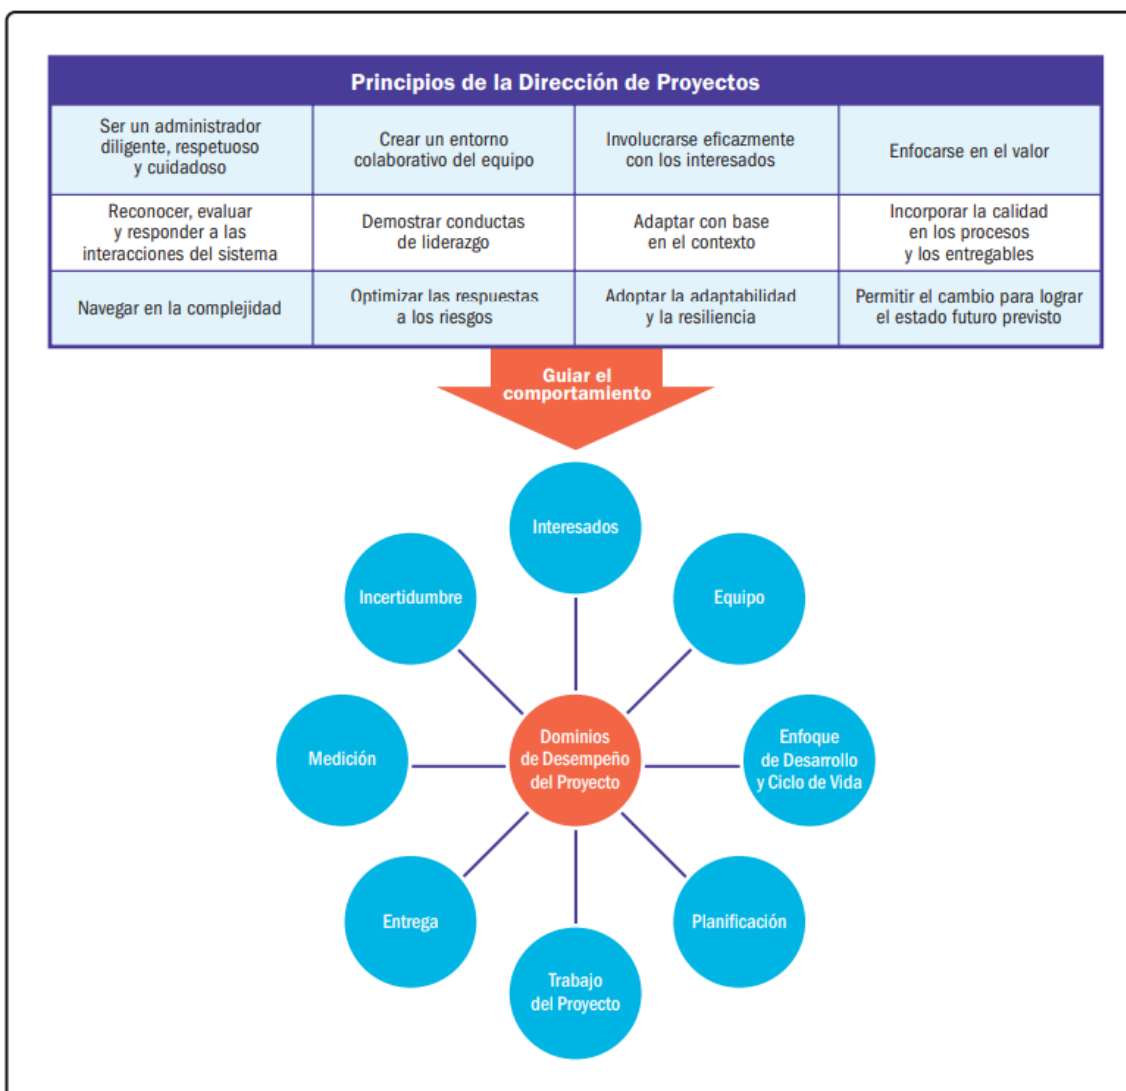 Principios de la Dirección de Proyectos
Ser un administrador
diligente, respetuoso
y cuidadoso
Crear un entorno
colaborativo del equipo
Involucrarse eficazmente
con los interesados
Enfocarse en el valor
Reconocer, evaluar
y responder a las
interacciones del sistema
Demostrar conductas
de liderazgo
Adaptar con base
en el contexto
Incorporar la calidad
en los procesos
y los entregables
Navegar en la complejidad
Optimizar las respuestas
a los riesgos
Adoptar la adaptabilidad
y la resiliencia
Permitir el cambio para lograr
el estado futuro previsto
Guiar el
comportamiento
Interesados
Incertidumbre
Equipo
Medición
Dominios
de Desempeño
del Proyecto
Enfoque
de Desarrollo
y Ciclo de Vida
Entrega
Planificación
Trabajo
del Proyecto